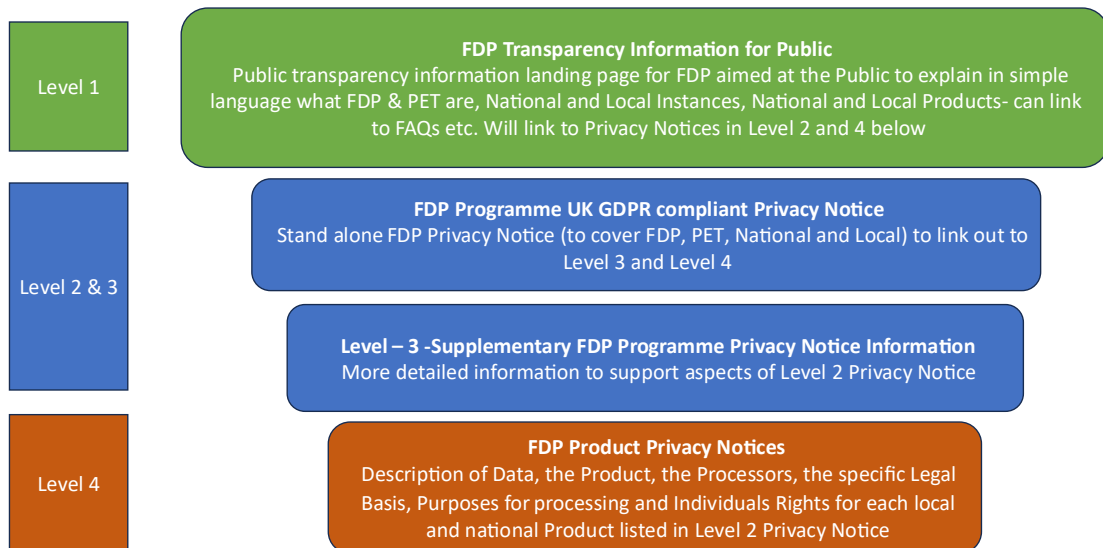 Level 1
FDP Transparency Information for Public
Public transparency information landing page for FDP aimed at the Public to explain in simple
language what FDP & PET are, National and Local Instances, National and Local Products- can link
to FAQs etc. Will link to Privacy Notices in Level 2 and 4 below
Level 2 & 3
FDP Programme UK GDPR compliant Privacy Notice
Stand alone FDP Privacy Notice (to cover FDP, PET, National and Local) to link out to
Level 3 and Level 4
Level – 3 -Supplementary FDP Programme Privacy Notice Information
More detailed information to support aspects of Level 2 Privacy Notice
Level 4
FDP Product Privacy Notices
Description of Data, the Product, the Processors, the specific Legal
Basis, Purposes for processing and Individuals Rights for each local
and national Product listed in Level 2 Privacy Notice